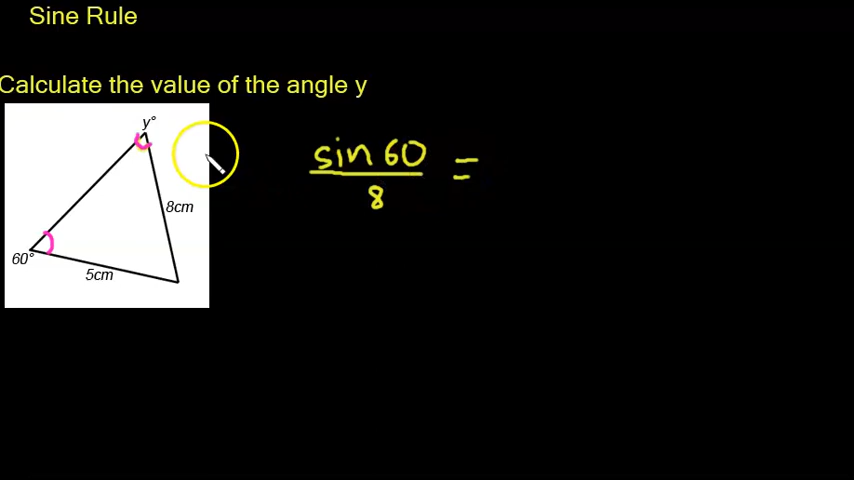 Sine Rule
Calculate the value of the angle y
y°
sin 60 =
8
8cm
60°
5cm